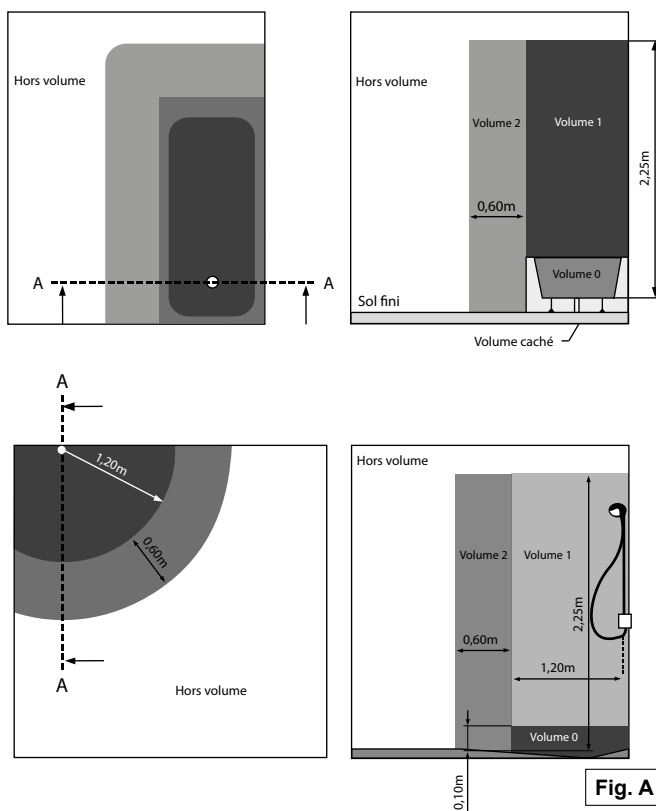 Hors volume
A
A
Hors volume
Volume 2
Volume 1
0,60m
2,25m
Volume 0
Sol fini
Volume caché
A
1,20m
0,60m
A
Hors volume
Hors volume
Volume 2
Volume 1
2,25m
0,60m
1,20m
Volume 0
0,10m
Fig. A